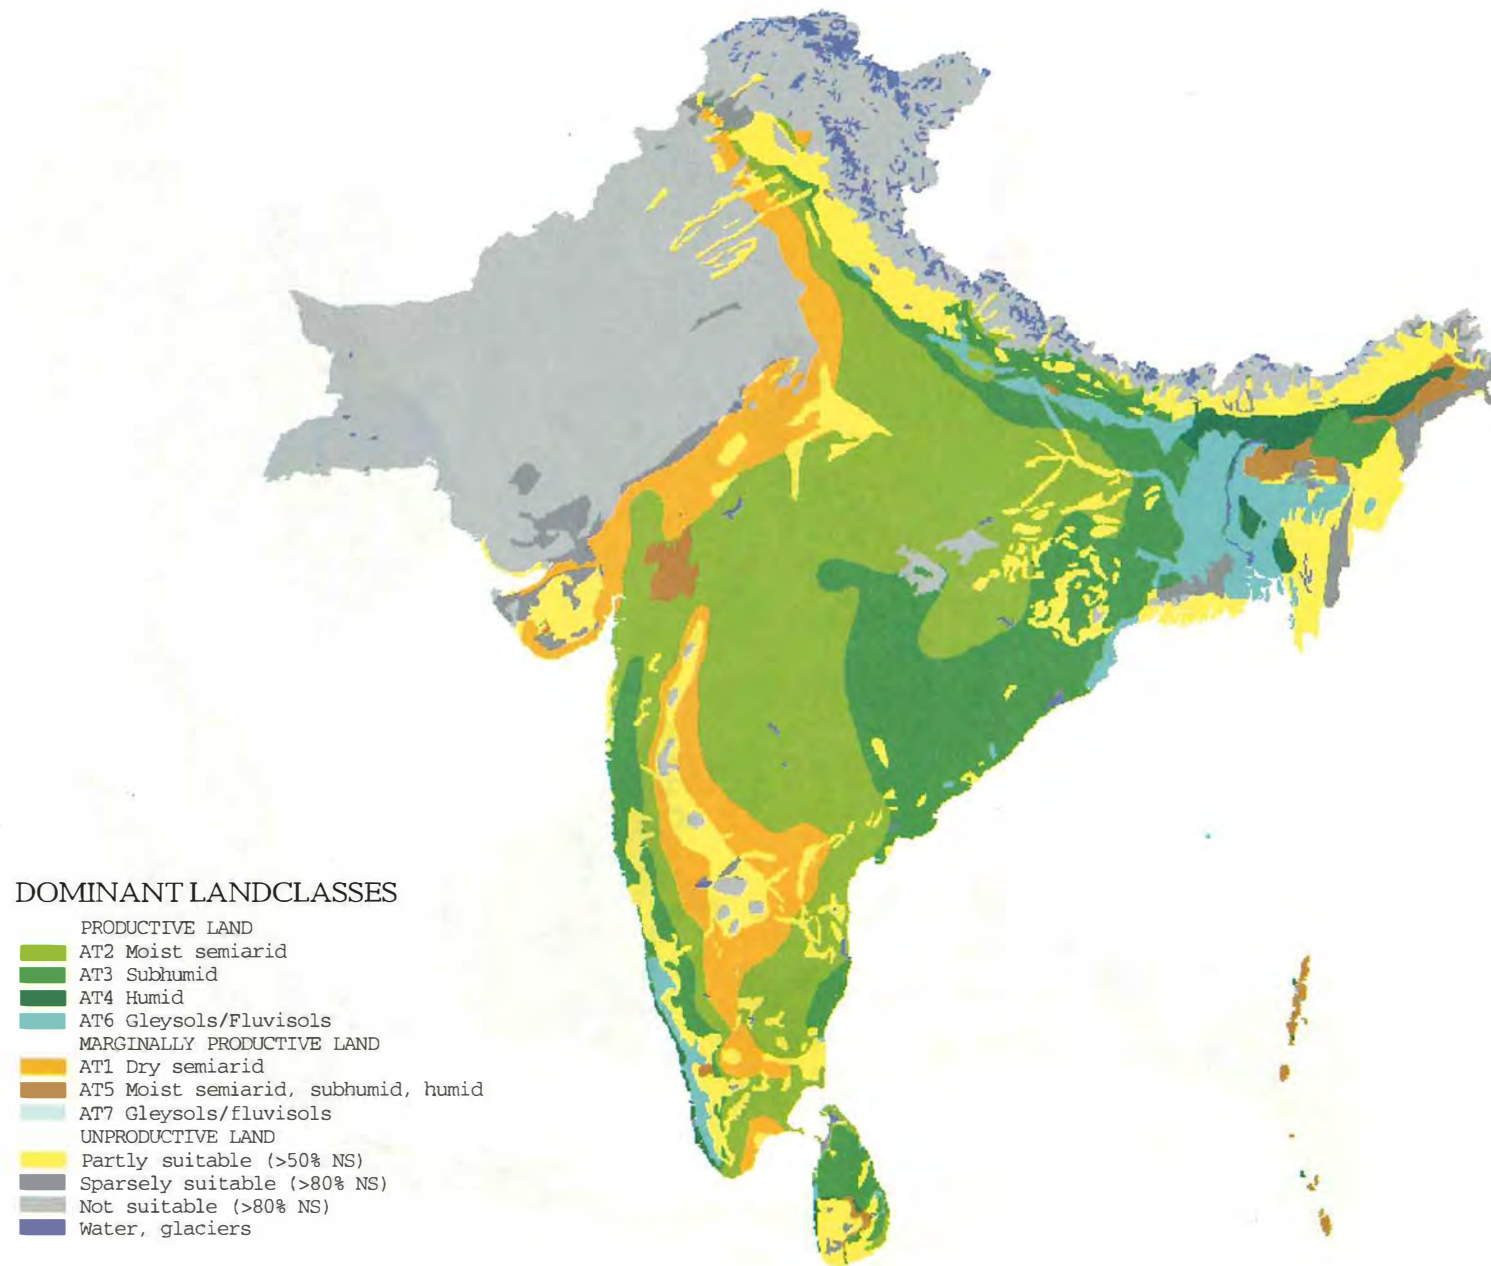 DOMINANT LANDCLASSES
PRODUCTIVE LAND
AT2 Moist semiarid
AT3 Subhumid
AT4 Humid
AT6 Gleysols/Fluvisols
MARGINALLY PRODUCTIVE LAND
AT1 Dry semiarid
AT5 Moist semiarid, subhumid, humid
AT7 Gleysols/fluvisols
UNPRODUCTIVE LAND
Partly suitable (>50% NS)
Sparsely suitable (>80% NS)
Not suitable (>80% NS)
Water, glaciers